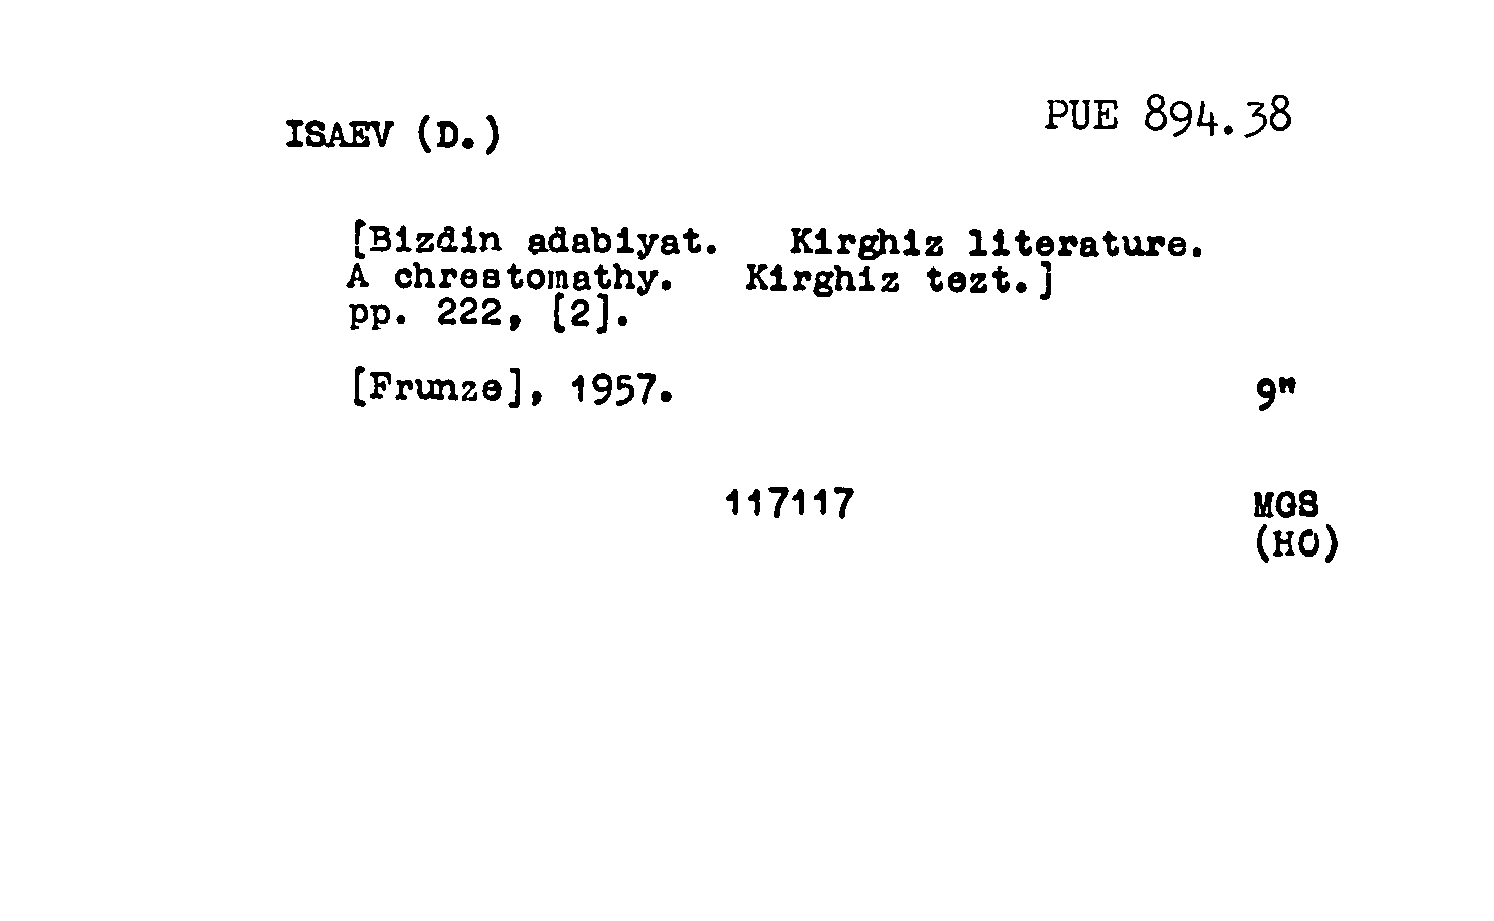 ISAEV (D.)
PUE 894.38
[Bizdin adabiyat. Kirghiz literature.
A chrestomathy. Kirghiz tezt.]
pp. 222, [2].
[Frunze], 1957.
9"
117117
MGS
(HO)